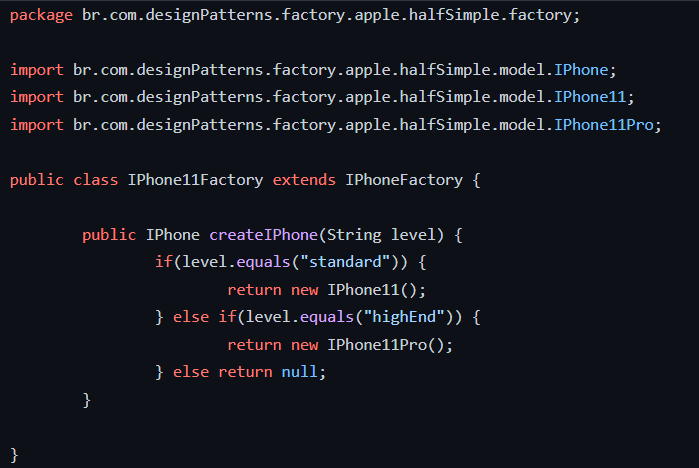 package br.com.designPatterns.factory.apple.halfSimple.factory;
import br.com.designPatterns.factory.apple.halfSimple.model.IPhone;
import br.com.designPatterns.factory.apple.halfSimple.model.IPhone11;
import br.com.designPatterns.factory.apple.halfSimple.model.IPhone11Pro;
public class IPhone11Factory extends IPhoneFactory {
public IPhone createIPhone(String level) {
if(level.equals("standard")) {
return new IPhone11();
} else if(level.equals("highEnd")) {
return new IPhone11Pro();
} else return null;
}
}